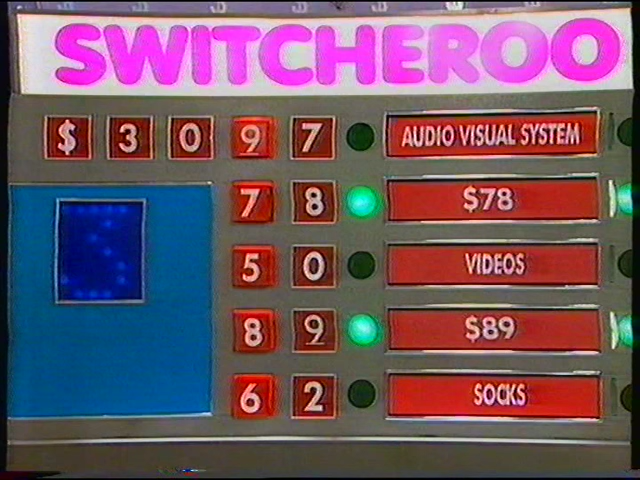 SWITCHEROO
$ 3 0 9 7 AUDIO VISUAL SYSTEM
7 8 $78
5 0 VIDEOS
8 9 $89
6 2 SOCKS